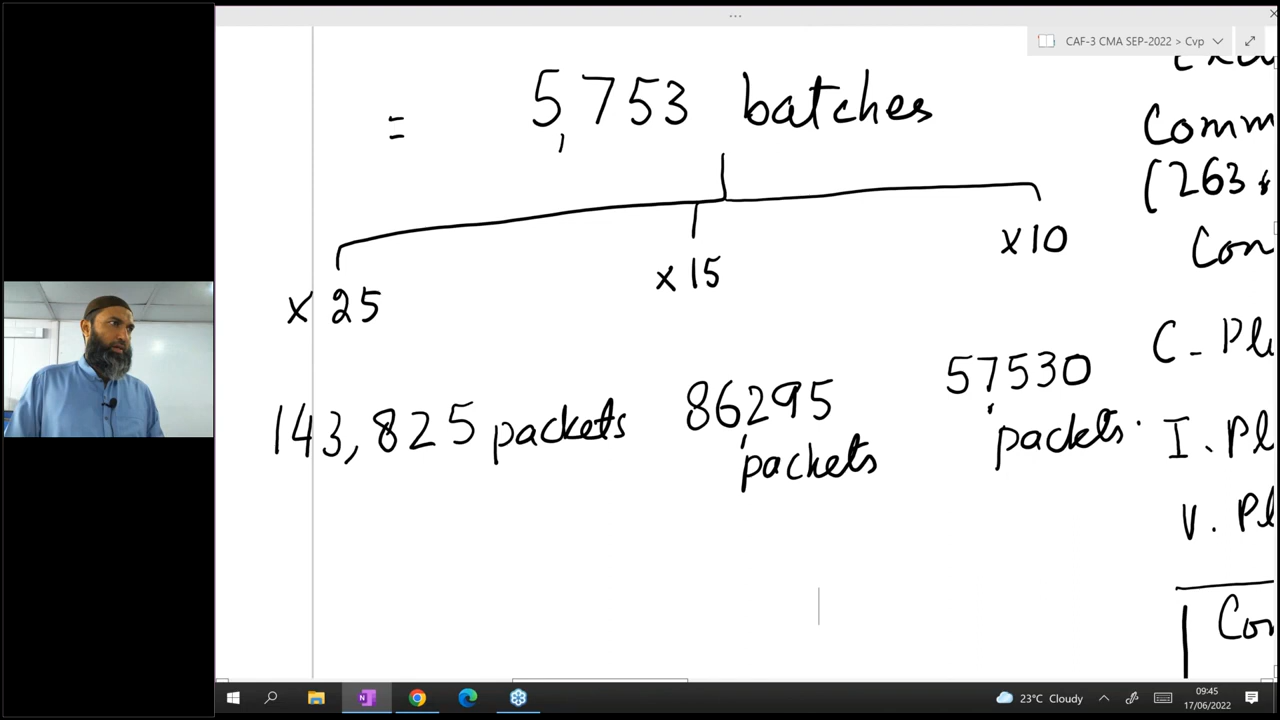 CAF-3 CMA SEP-2022 > Cvp
= 5,753 batches
x 25
x 15
x 10
143,825 packets
86295
packets
57530
packets.
Comm
(263
Con
C - Pl
I . Pl
V . Pl
Co
23°C Cloudy
09:45
17/06/2022